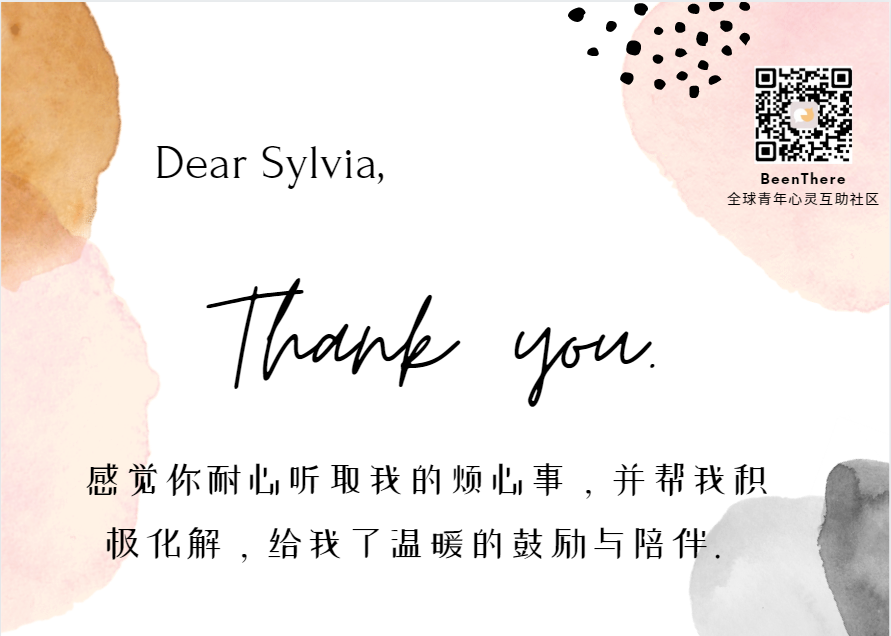 Dear Sylvia,
BeenThere
全球青年心灵互助社区
Thank you.
感觉你耐心听取我的烦心事,并帮我积
极化解,给我了温暖的鼓励与陪伴.